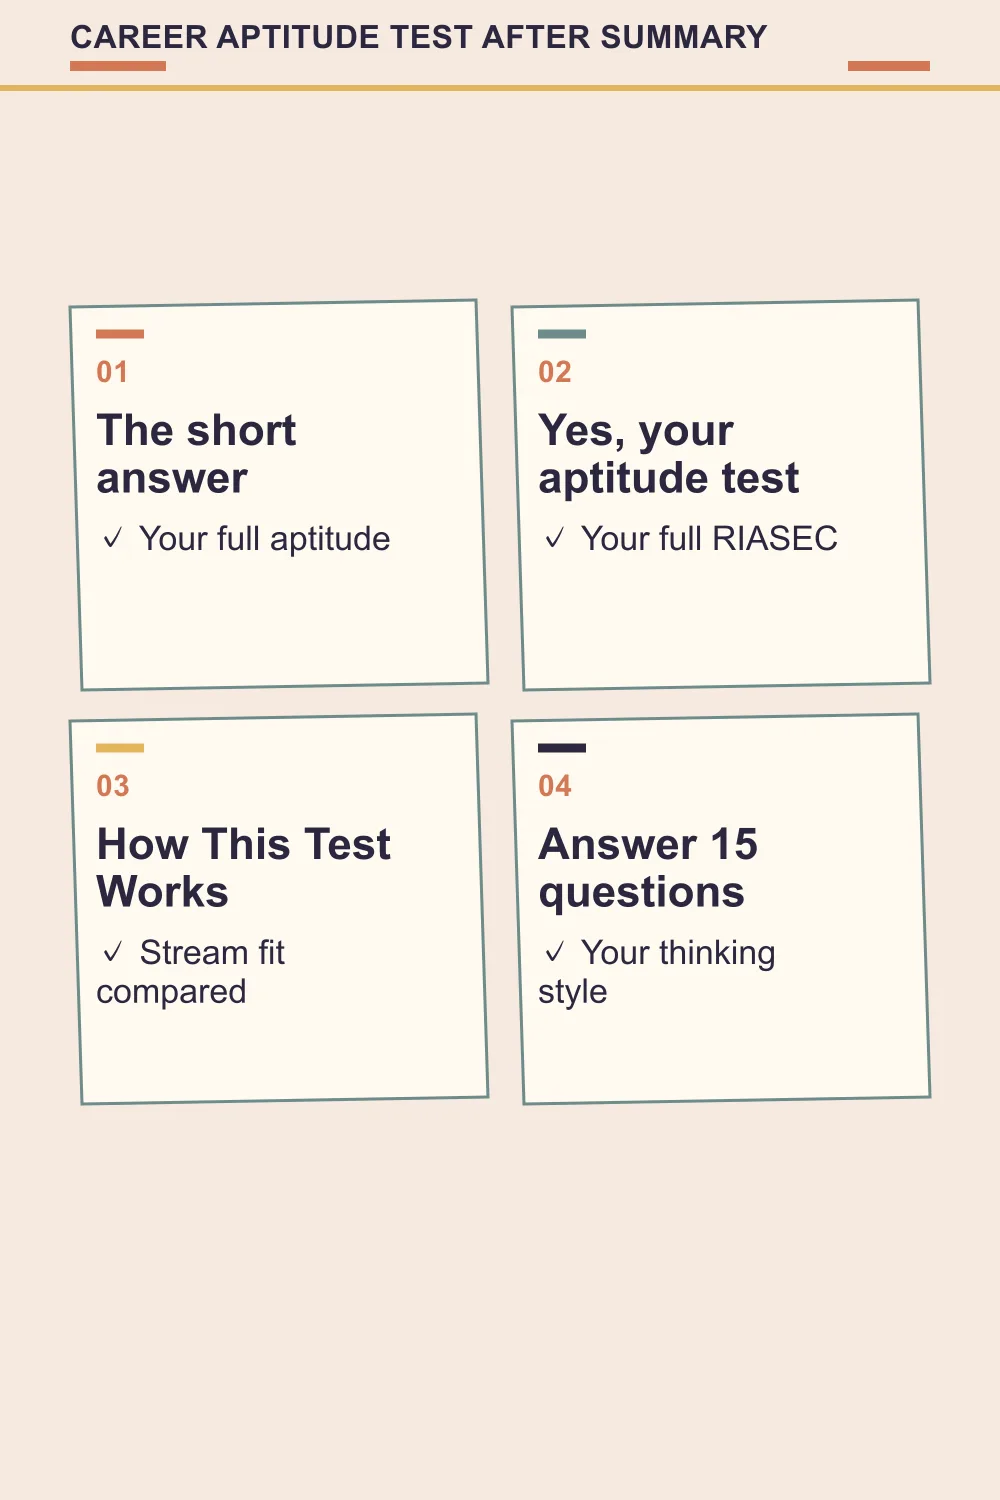 CAREER APTITUDE TEST AFTER SUMMARY
01
The short
answer
✓ Your full aptitude
02
Yes, your
aptitude test
✓ Your full RIASEC
03
How This Test
Works
✓ Stream fit
compared
04
Answer 15
questions
✓ Your thinking
style